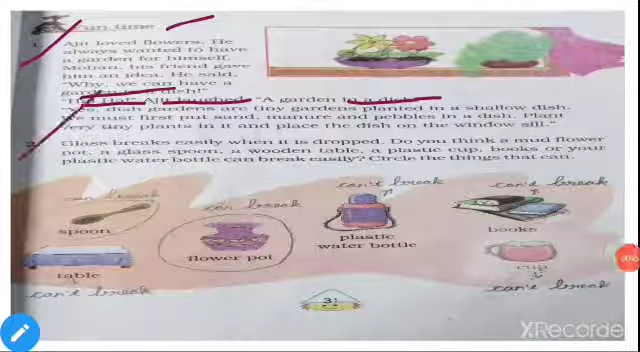 Fun time
1. Ajit loved flowers. He
always wanted to have
a garden for himself.
Mohan, his friend gave
him an idea. He said,
"Why, we can have a
garden in a dish!"
"Ha! Ha!" Ajit laughed. "A garden in a dish
Yes, dish gardens are tiny gardens planted in a shallow dish.
We must first put sand, manure and pebbles in a dish. Plant
very tiny plants in it and place the dish on the window sill."
2. Glass breaks easily when it is dropped. Do you think a mud flower
pot, a glass spoon, a wooden table, a plastic cup, books or your
plastic water bottle can break easily? Circle the things that can.
can break
spoon
can break
flower pot
can't break
plastic
water bottle
can't break
books
table
can't break
cup
can't break
31
XRecorder